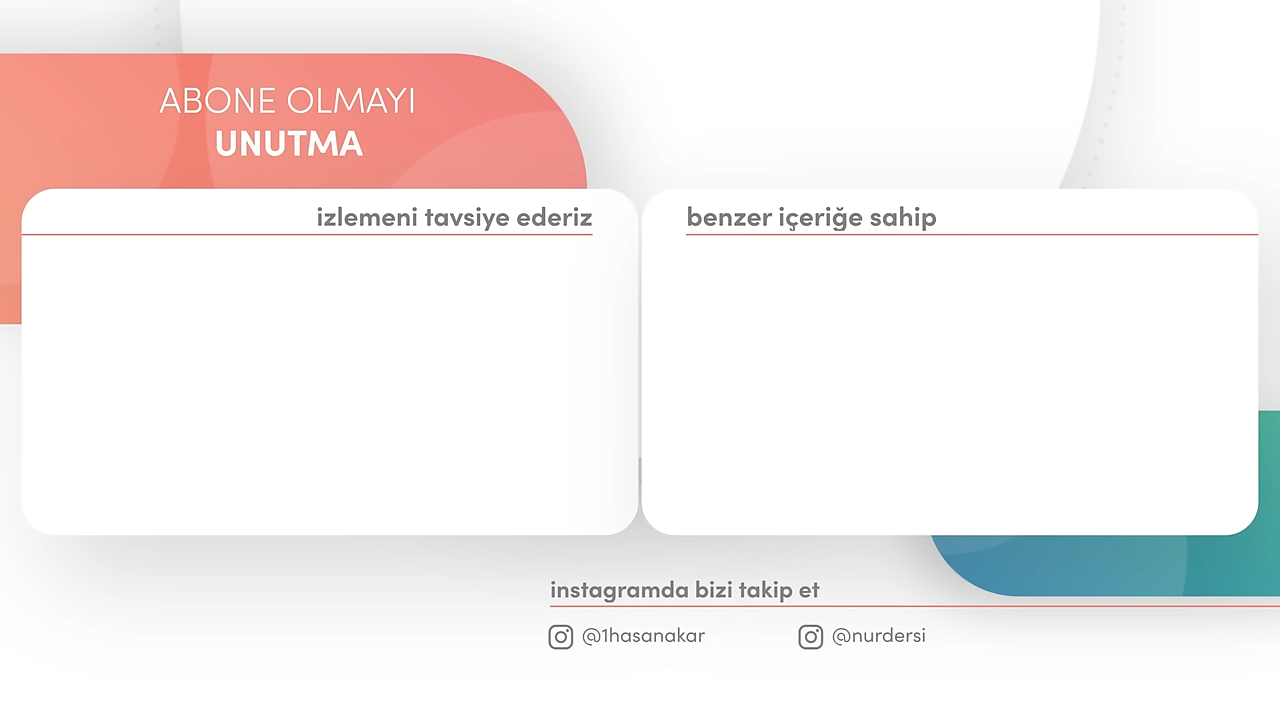 ABONE OLMAYI
UNUTMA
izlemeni tavsiye ederiz
benzer içeriğe sahip
instagramda bizi takip et
@1hasanakar
@nurdersi